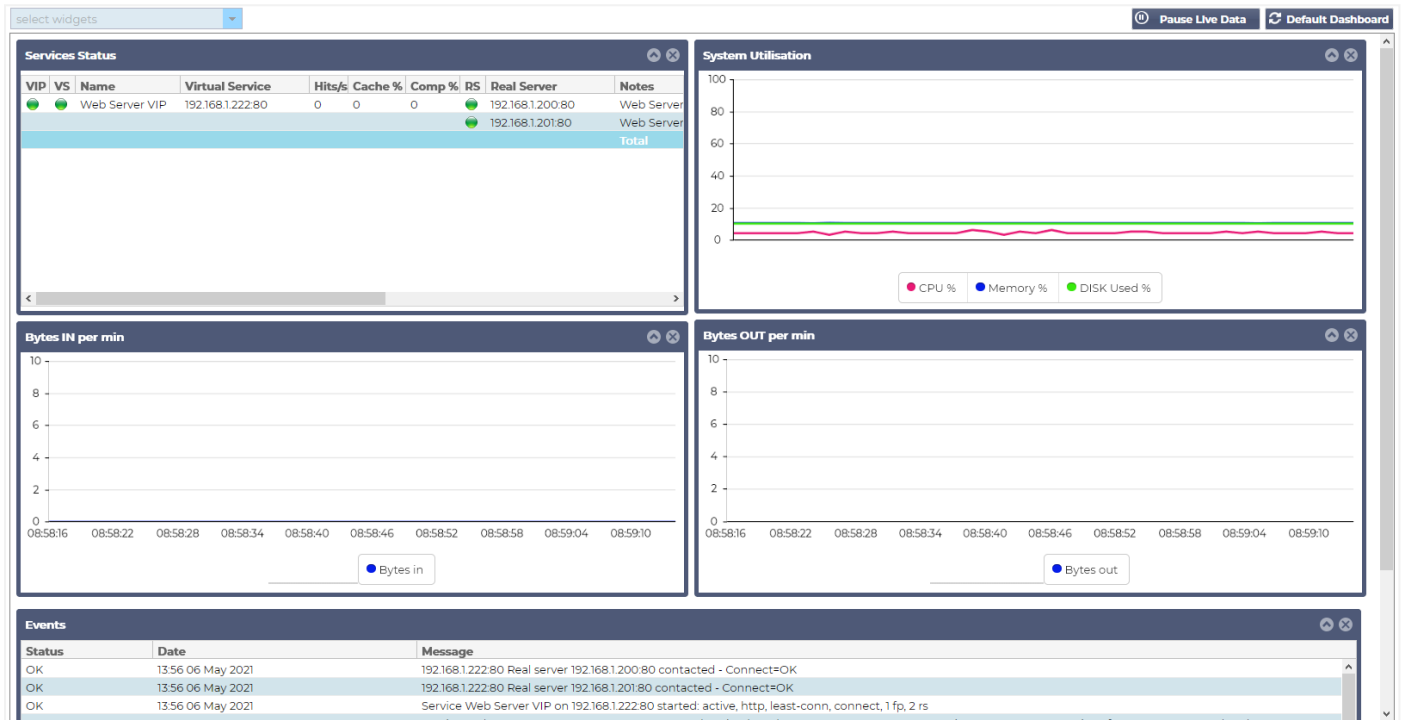 select widgets
Pause Live Data
Default Dashboard
Services Status
VIP VS Name Virtual Service Hits/s Cache % Comp % RS Real Server Notes
Web Server VIP 192.168.1.222:80 0 0 0 192.168.1.200:80 Web Server
192.168.1.201:80 Web Server
Total
System Utilisation
100
80
60
40
20
0
CPU % Memory % DISK Used %
Bytes IN per min
10
8
6
4
2
0
08:58:16 08:58:22 08:58:28 08:58:34 08:58:40 08:58:46 08:58:52 08:58:58 08:59:04 08:59:10
Bytes in
Bytes OUT per min
10
8
6
4
2
0
08:58:16 08:58:22 08:58:28 08:58:34 08:58:40 08:58:46 08:58:52 08:58:58 08:59:04 08:59:10
Bytes out
Events
Status Date Message
OK 13:56 06 May 2021 192.168.1.222:80 Real server 192.168.1.200:80 contacted - Connect=OK
OK 13:56 06 May 2021 192.168.1.222:80 Real server 192.168.1.201:80 contacted - Connect=OK
OK 13:56 06 May 2021 Service Web Server VIP on 192.168.1.222:80 started: active, http, least-conn, connect, 1 fp, 2 rs